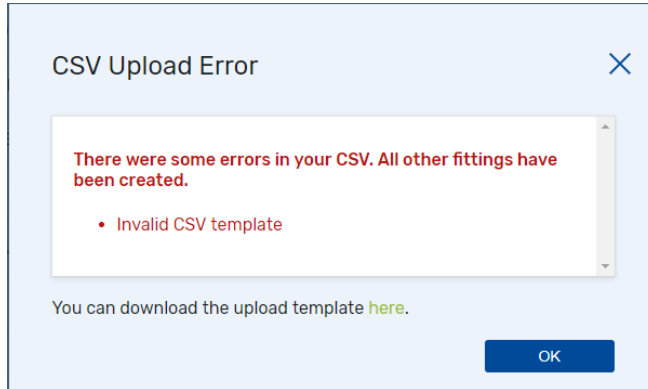 CSV Upload Error
There were some errors in your CSV. All other fittings have
been created.
• Invalid CSV template
You can download the upload template here.
OK